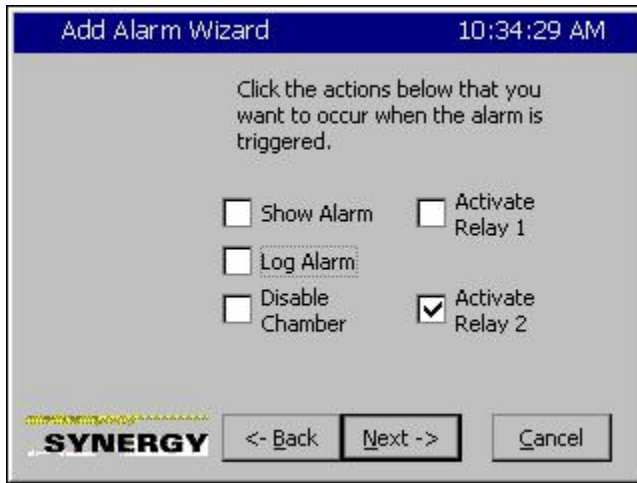 Add Alarm Wizard 10:34:29 AM
Click the actions below that you
want to occur when the alarm is
triggered.
Show Alarm
Activate
Relay 1
Log Alarm
Disable
Chamber
Activate
Relay 2
SYNERGY
<- Back
Next ->
Cancel